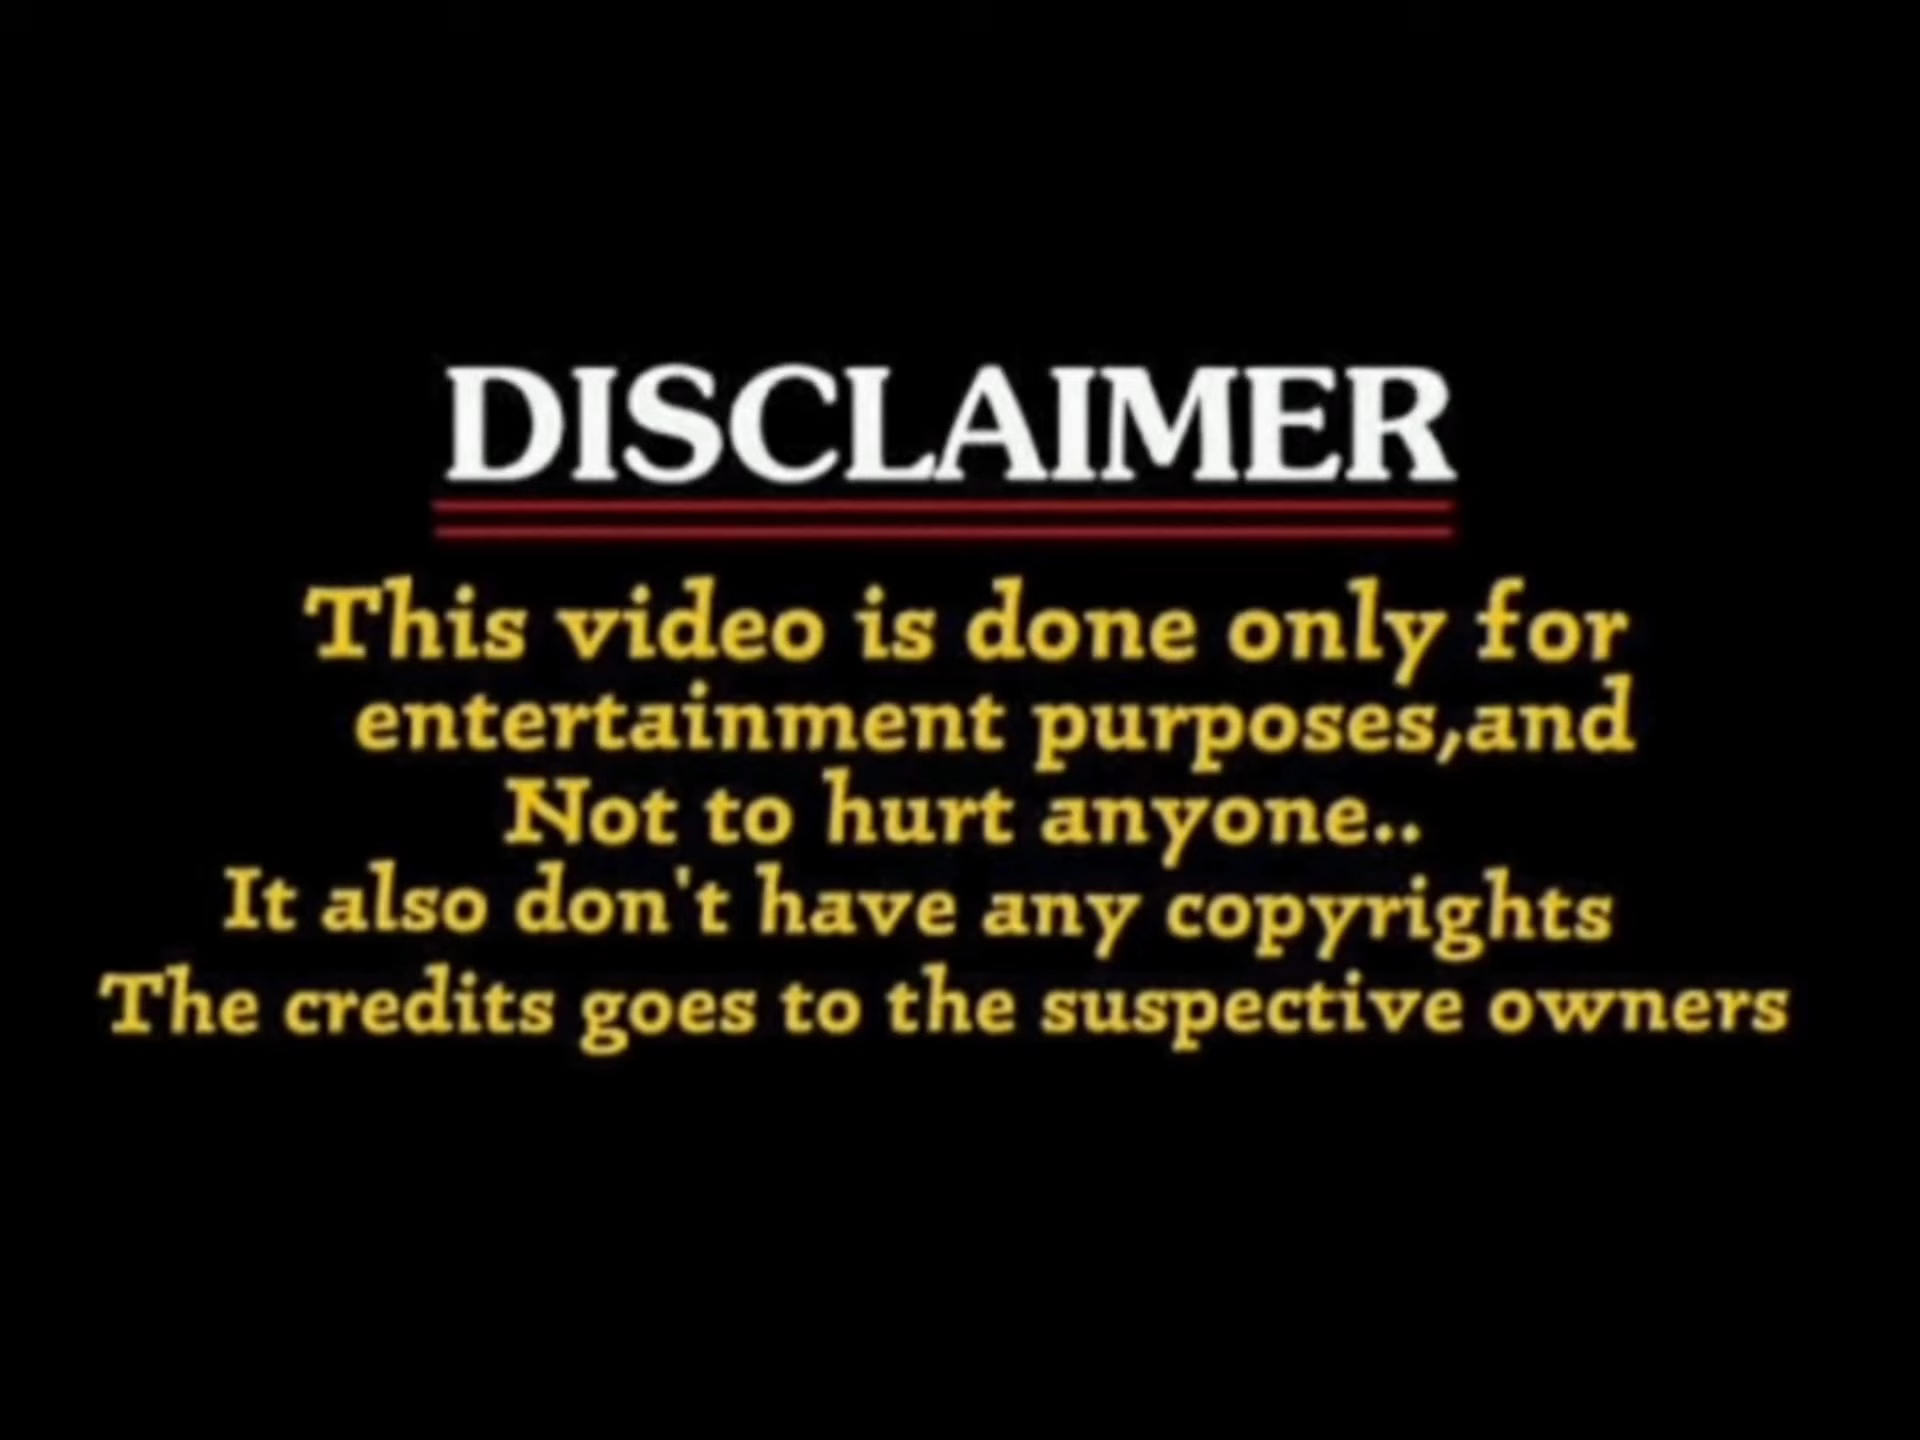 DISCLAIMER
This video is done only for
entertainment purposes,and
Not to hurt anyone..
It also don't have any copyrights
The credits goes to the suspective owners